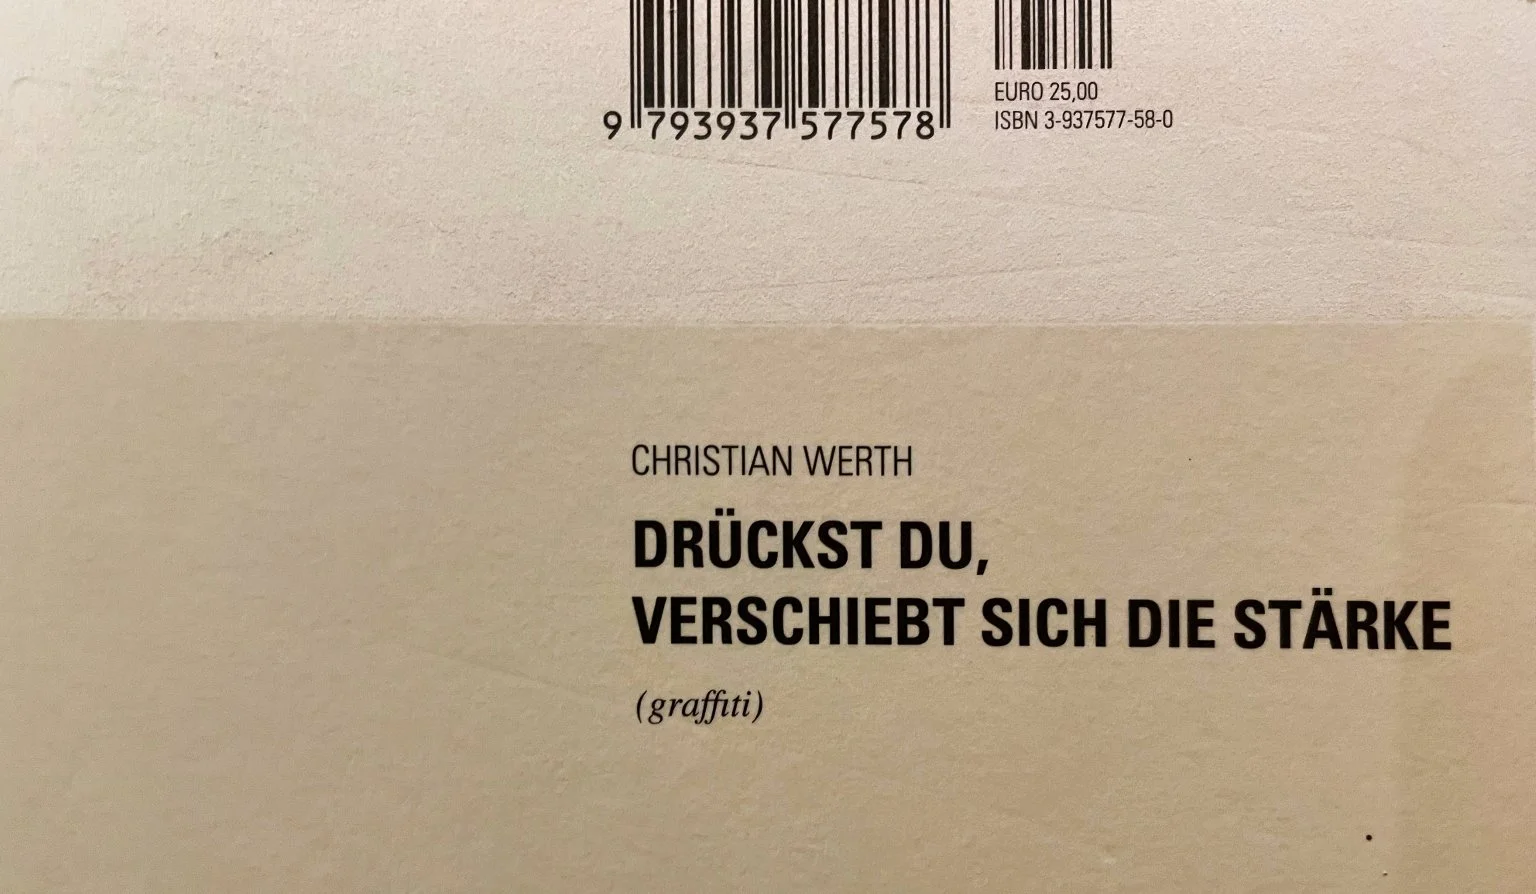 9 793937 577578
EURO 25,00
ISBN 3-937577-58-0
CHRISTIAN WERTH
DRÜCKST DU,
VERSCHIEBT SICH DIE STÄRKE
(graffiti)